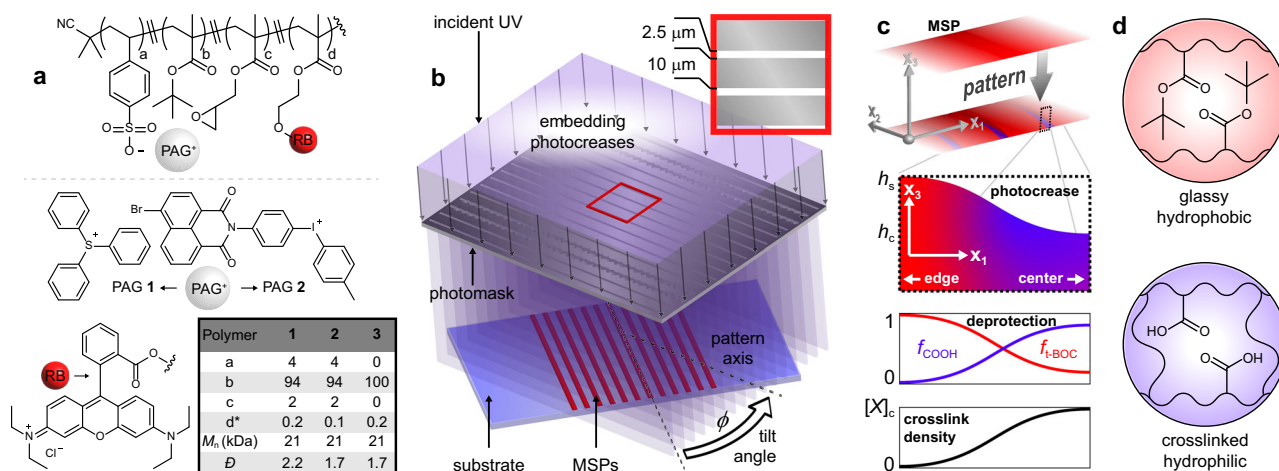 a
NC
a
b
c
d
O
O
O
O
O
O
O
O
O
O=S=O
O−
PAG+
RB
S+
Br
O
N
O
I+
PAG 1 ← PAG+ → PAG 2
O
O
RB
N+
Cl−
O
N
Polymer 1 2 3
a 4 4 0
b 94 94 100
c 2 2 0
d* 0.2 0.1 0.2
Mn (kDa) 21 21 21
Đ 2.2 1.7 1.7
b
incident UV
2.5 μm
10 μm
embedding
photocreases
photomask
pattern
axis
ϕ
tilt
angle
substrate
MSPs
c
MSP
x3
pattern
x2
x1
hs
x3
photocrease
hc
x1
edge
center
1
deprotection
fCOOH
ft-BOC
0
[X]c
crosslink
density
0
d
O
O
O
O
glassy
hydrophobic
HO
O
O
OH
crosslinked
hydrophilic